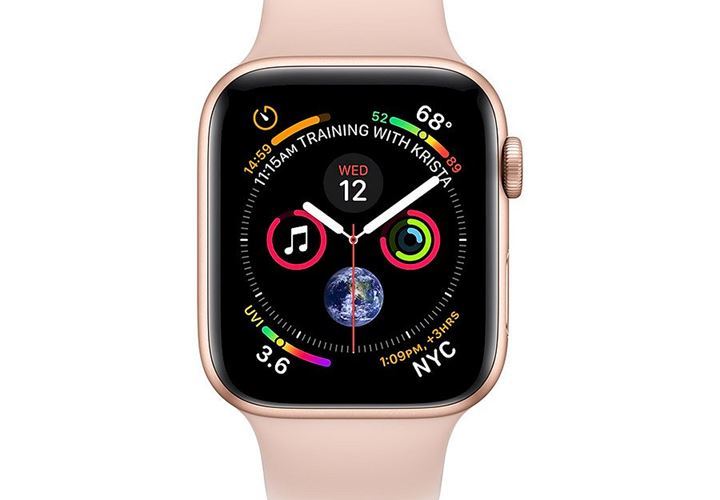 14:59
11:15AM TRAINING WITH KRISTA
52
68°
89
WED
12
UVI
3.6
1:09PM, +3HRS
NYC